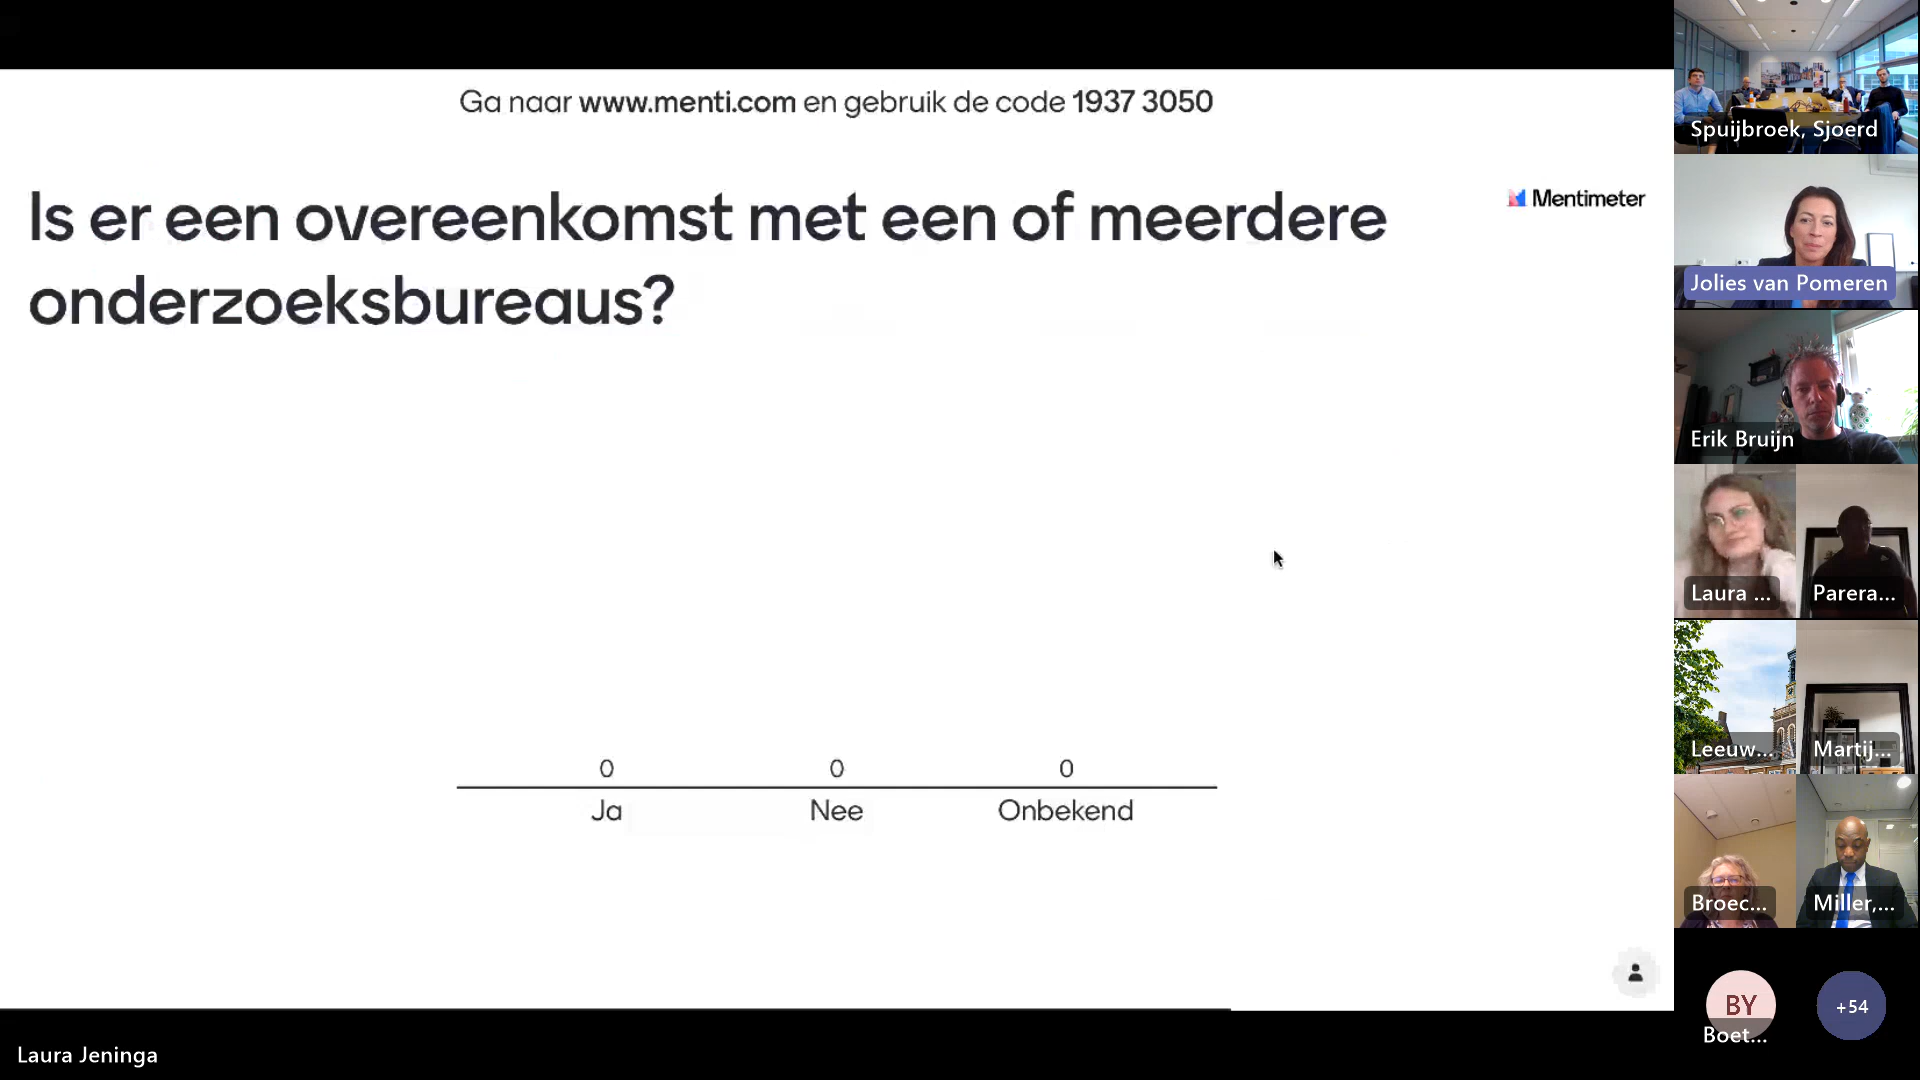 Ga naar www.menti.com en gebruik de code 1937 3050
Is er een overeenkomst met een of meerdere
onderzoeksbureaus?
Mentimeter
0 0 0
Ja Nee Onbekend
Laura Jeninga
Spuijbroek, Sjoerd
Jolies van Pomeren
Erik Bruijn
Laura ... Parera...
Leeuw... Martij...
Broec... Miller,...
BY +54
Boet...